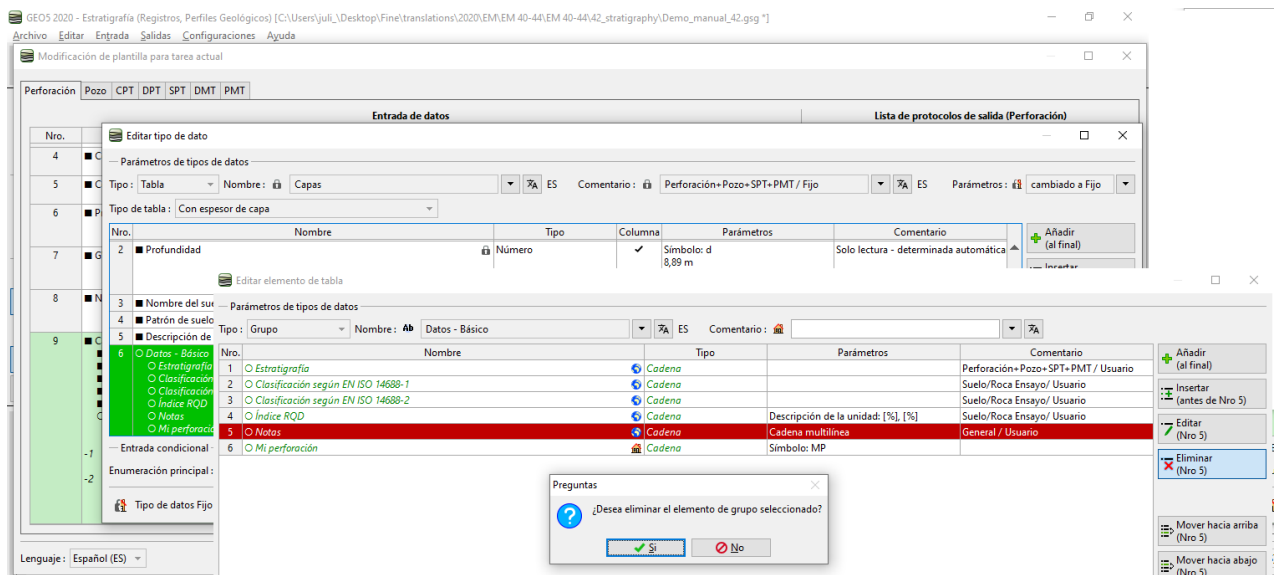 GEO5 2020 - Estratigrafía (Registros, Perfiles Geológicos) [C:\Users\juli_\Desktop\Fine\translations\2020\EM\EM 40-44\EM 40-44\42_stratigraphy\Demo_manual_42.gsg *]
Archivo Editar Entrada Salidas Configuraciones Ayuda
Modificación de plantilla para tarea actual
Perforación Pozo CPT DPT SPT DMT PMT
Entrada de datos Lista de protocolos de salida (Perforación)
Nro.
4 C
5 C
6 P
7 G
8 N
9 C
-1
-2
Lenguaje : Español (ES)
Editar tipo de dato
Parámetros de tipos de datos
Tipo : Tabla Nombre : Capas ES Comentario : Perforación+Pozo+SPT+PMT / Fijo ES Parámetros : cambiado a Fijo
Tipo de tabla : Con espesor de capa
Nro. Nombre Tipo Columna Parámetros Comentario
2 Profundidad Número Símbolo: d Solo lectura - determinada automática
8,89 m
3 Nombre del sue
4 Patrón de suelo
5 Descripción de
6 Datos - Básico
Estratigrafía
Clasificación
Clasificación
Índice RQD
Notas
Mi perforació
Añadir
(al final)
Insertar
Entrada condicional
Enumeración principal :
Tipo de datos Fijo
Editar elemento de tabla
Parámetros de tipos de datos
Tipo : Grupo Nombre : Ab Datos - Básico ES Comentario :
Nro. Nombre Tipo Parámetros Comentario
1 Estratigrafía Cadena Perforación+Pozo+SPT+PMT / Usuario
2 Clasificación según EN ISO 14688-1 Cadena Suelo/Roca Ensayo/ Usuario
3 Clasificación según EN ISO 14688-2 Cadena Suelo/Roca Ensayo/ Usuario
4 Índice RQD Cadena Descripción de la unidad: [%], [%] Suelo/Roca Ensayo/ Usuario
5 Notas Cadena Cadena multilínea General / Usuario
6 Mi perforación Cadena Símbolo: MP
Añadir
(al final)
Insertar
(antes de Nro 5)
Editar
(Nro 5)
Eliminar
(Nro 5)
Mover hacia arriba
(Nro 5)
Mover hacia abajo
(Nro 5)
Preguntas
¿Desea eliminar el elemento de grupo seleccionado?
Si No